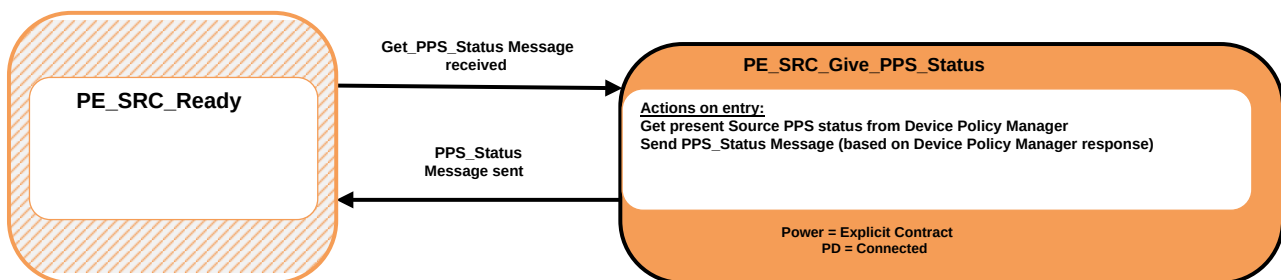 PE_SRC_Ready
Get_PPS_Status Message
received
PPS_Status
Message sent
PE_SRC_Give_PPS_Status
Actions on entry:
Get present Source PPS status from Device Policy Manager
Send PPS_Status Message (based on Device Policy Manager response)
Power = Explicit Contract
PD = Connected